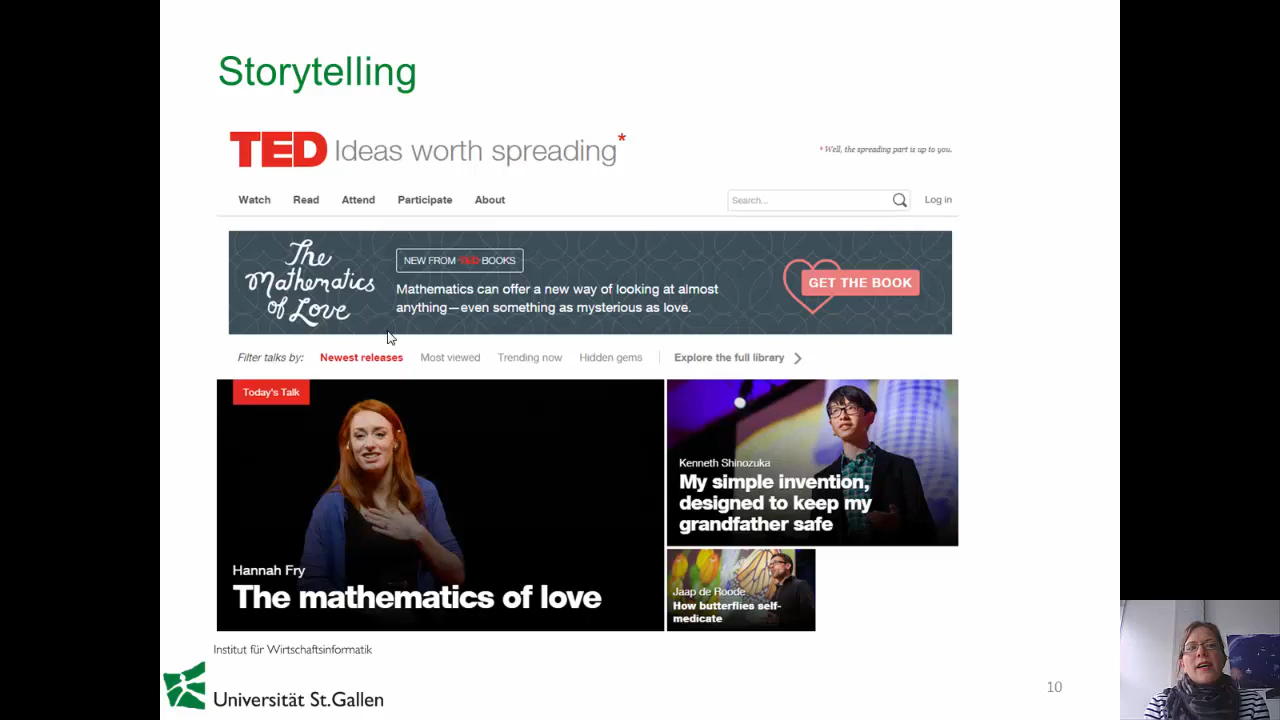 Storytelling
TED Ideas worth spreading*
* Well, the spreading part is up to you.
Watch Read Attend Participate About
Search...
Log in
The
Mathematics
of Love
NEW FROM TED BOOKS
Mathematics can offer a new way of looking at almost
anything—even something as mysterious as love.
GET THE BOOK
Filter talks by: Newest releases Most viewed Trending now Hidden gems Explore the full library
Today's Talk
Hannah Fry
The mathematics of love
Kenneth Shinozuka
My simple invention,
designed to keep my
grandfather safe
Jaap de Roode
How butterflies self-
medicate
Institut für Wirtschaftsinformatik
Universität St.Gallen
10